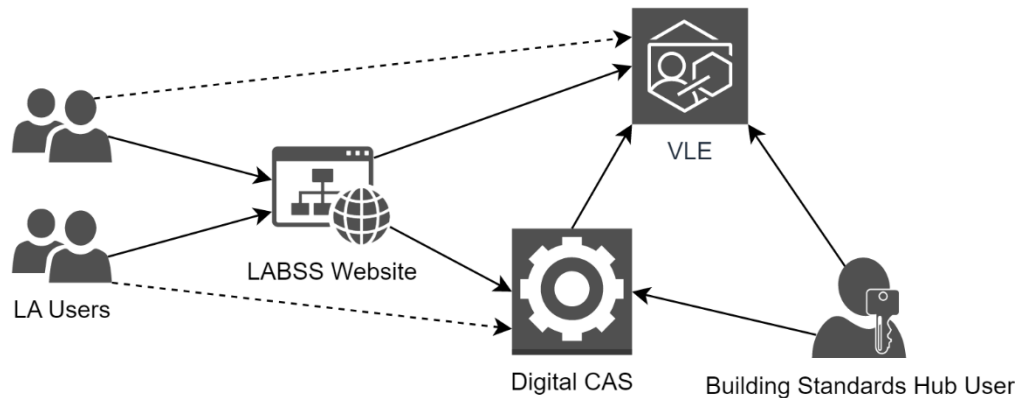 VLE
LABSS Website
LA Users
Digital CAS
Building Standards Hub User